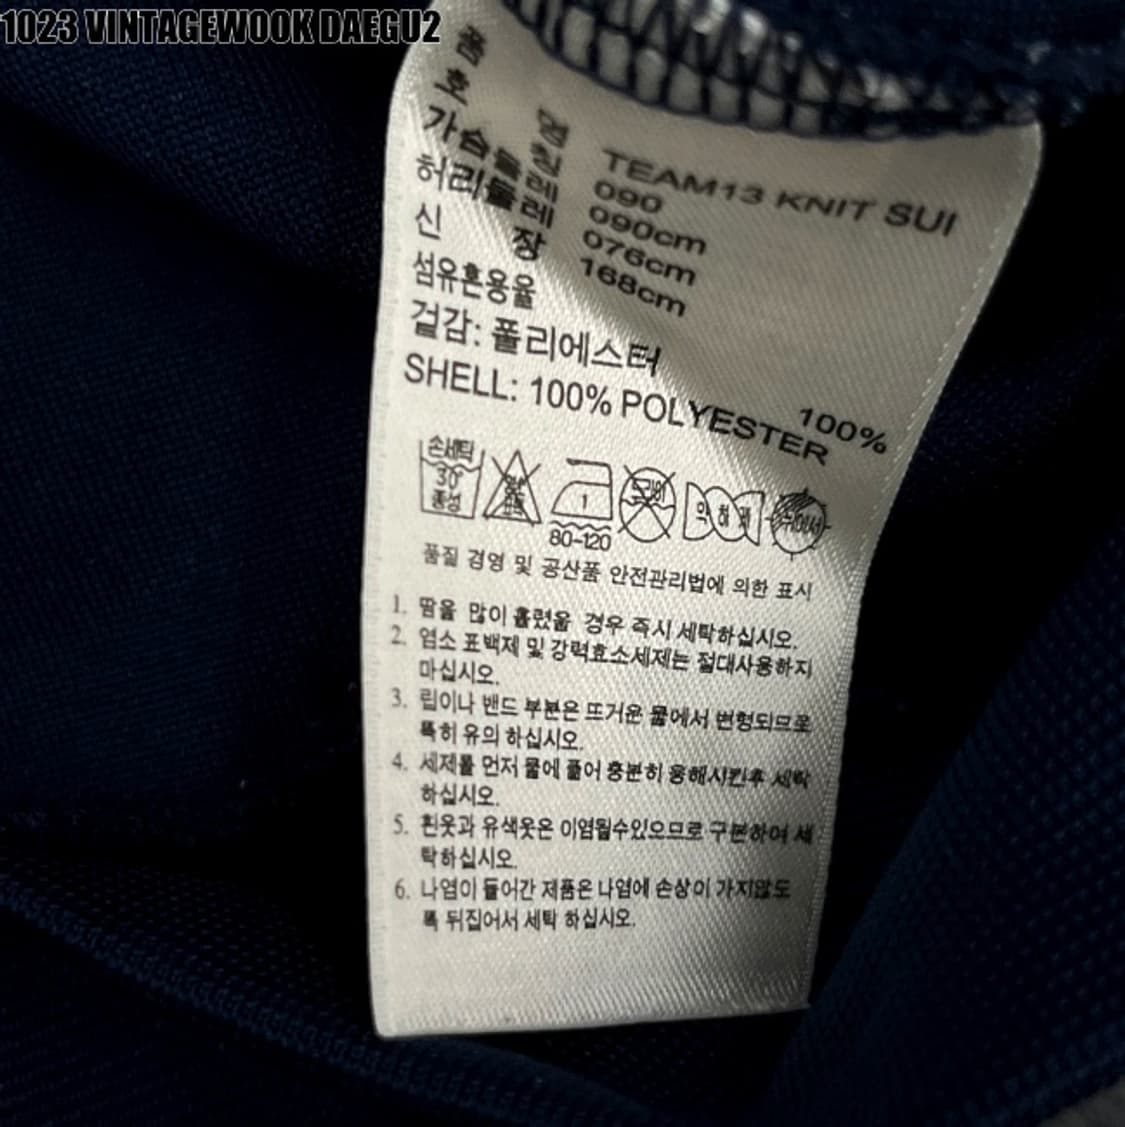 1023 VINTAGEWOOK DAEGU2
품 명 TEAM13 KNIT SUI
호 칭 090
가슴둘레 090cm
허리둘레 076cm
신 장 168cm
섬유혼용율
겉감: 폴리에스터 100%
SHELL: 100% POLYESTER
손세탁 30° 중성
1
80-120
드라이
약하게
뉘어서
품질 경영 및 공산품 안전관리법에 의한 표시
1. 땀을 많이 흘렸을 경우 즉시 세탁하십시오.
2. 염소 표백제 및 강력효소세제는 절대사용하지
마십시오.
3. 립이나 밴드 부분은 뜨거운 물에서 변형되므로
특히 유의 하십시오.
4. 세제를 먼저 물에 풀어 충분히 용해시킨후 세탁
하십시오.
5. 흰옷과 유색옷은 이염될수있으므로 구분하여 세
탁하십시오.
6. 나염이 들어간 제품은 나염에 손상이 가지않도
록 뒤집어서 세탁 하십시오.